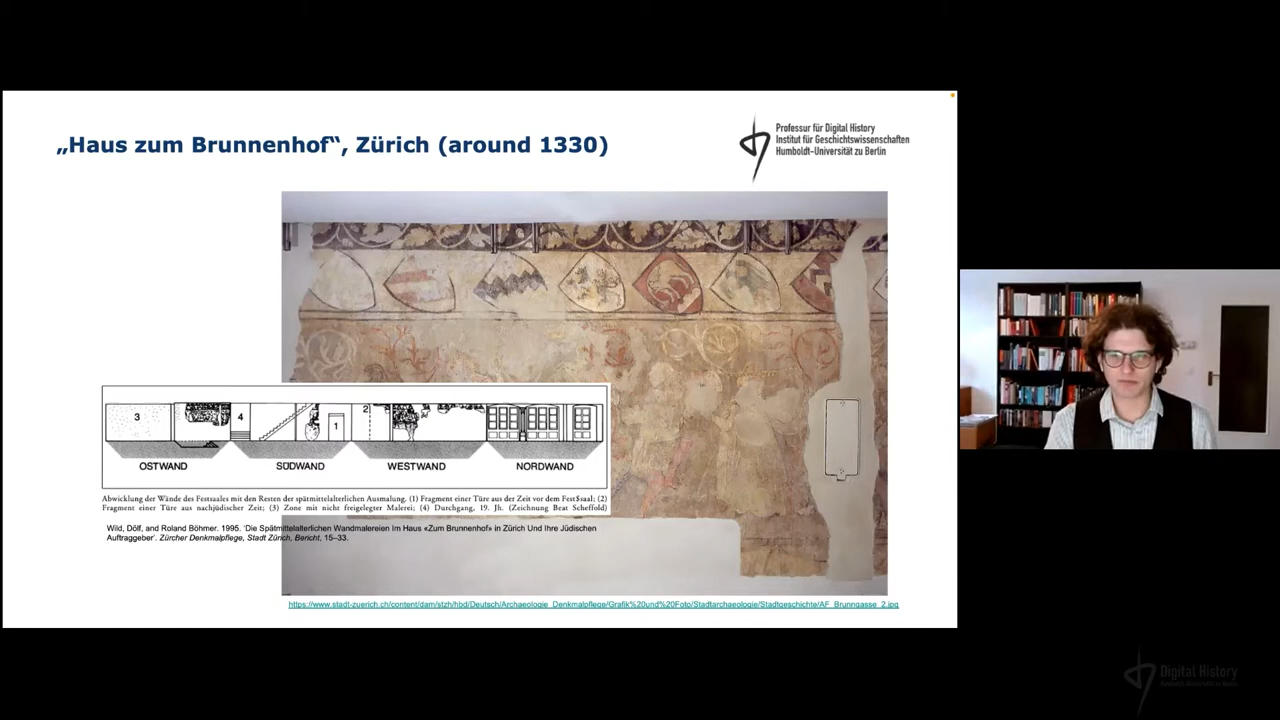 „Haus zum Brunnenhof“, Zürich (around 1330)
Professur für Digital History
Institut für Geschichtswissenschaften
Humboldt-Universität zu Berlin
3
4
1
2
OSTWAND
SÜDWAND
WESTWAND
NORDWAND
Abwicklung der Wände des Festsaales mit den Resten der spätmittelalterlichen Ausmalung. (1) Fragment einer Türe aus der Zeit vor dem FestSsaal; (2)
Fragment einer Türe aus nachjüdischer Zeit; (3) Zone mit nicht freigelegter Malerei; (4) Durchgang, 19. Jh. (Zeichnung Beat Scheffold)
Wild, Dölf, and Roland Böhmer. 1995. ‘Die Spätmittelalterlichen Wandmalereien Im Haus «Zum Brunnenhof» in Zürich Und Ihre Jüdischen
Auftraggeber’. Zürcher Denkmalpflege, Stadt Zürich, Bericht, 15–33.
https://www.stadt-zuerich.ch/content/dam/stzh/hbd/Deutsch/Archaeologie_Denkmalpflege/Grafik%20und%20Foto/Stadtarchaeologie/Stadtgeschichte/AF_Brunngasse_2.jpg
Digital History